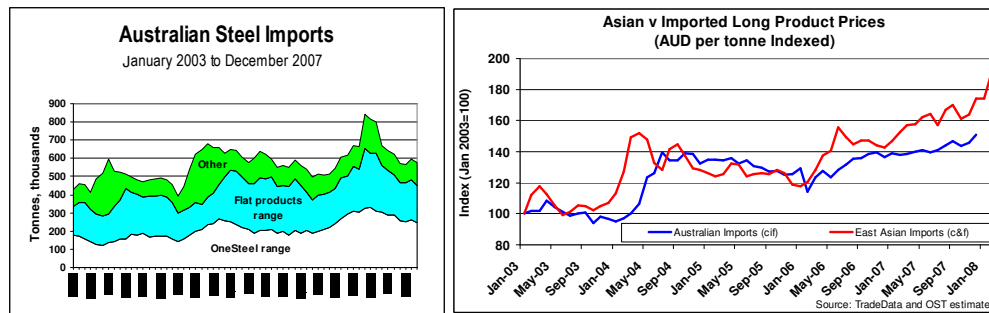 Australian Steel Imports
January 2003 to December 2007
Tonnes, thousands
900
800
700
600
500
400
300
200
100
0
Other
Flat products
range
OneSteel range
Asian v Imported Long Product Prices
(AUD per tonne Indexed)
Index (Jan 2003=100)
200
180
160
140
120
100
80
Australian Imports (cif)
East Asian Imports (c&f)
Jan-03
May-03
Sep-03
Jan-04
May-04
Sep-04
Jan-05
May-05
Sep-05
Jan-06
May-06
Sep-06
Jan-07
May-07
Sep-07
Jan-08
Source: TradeData and OST estimate